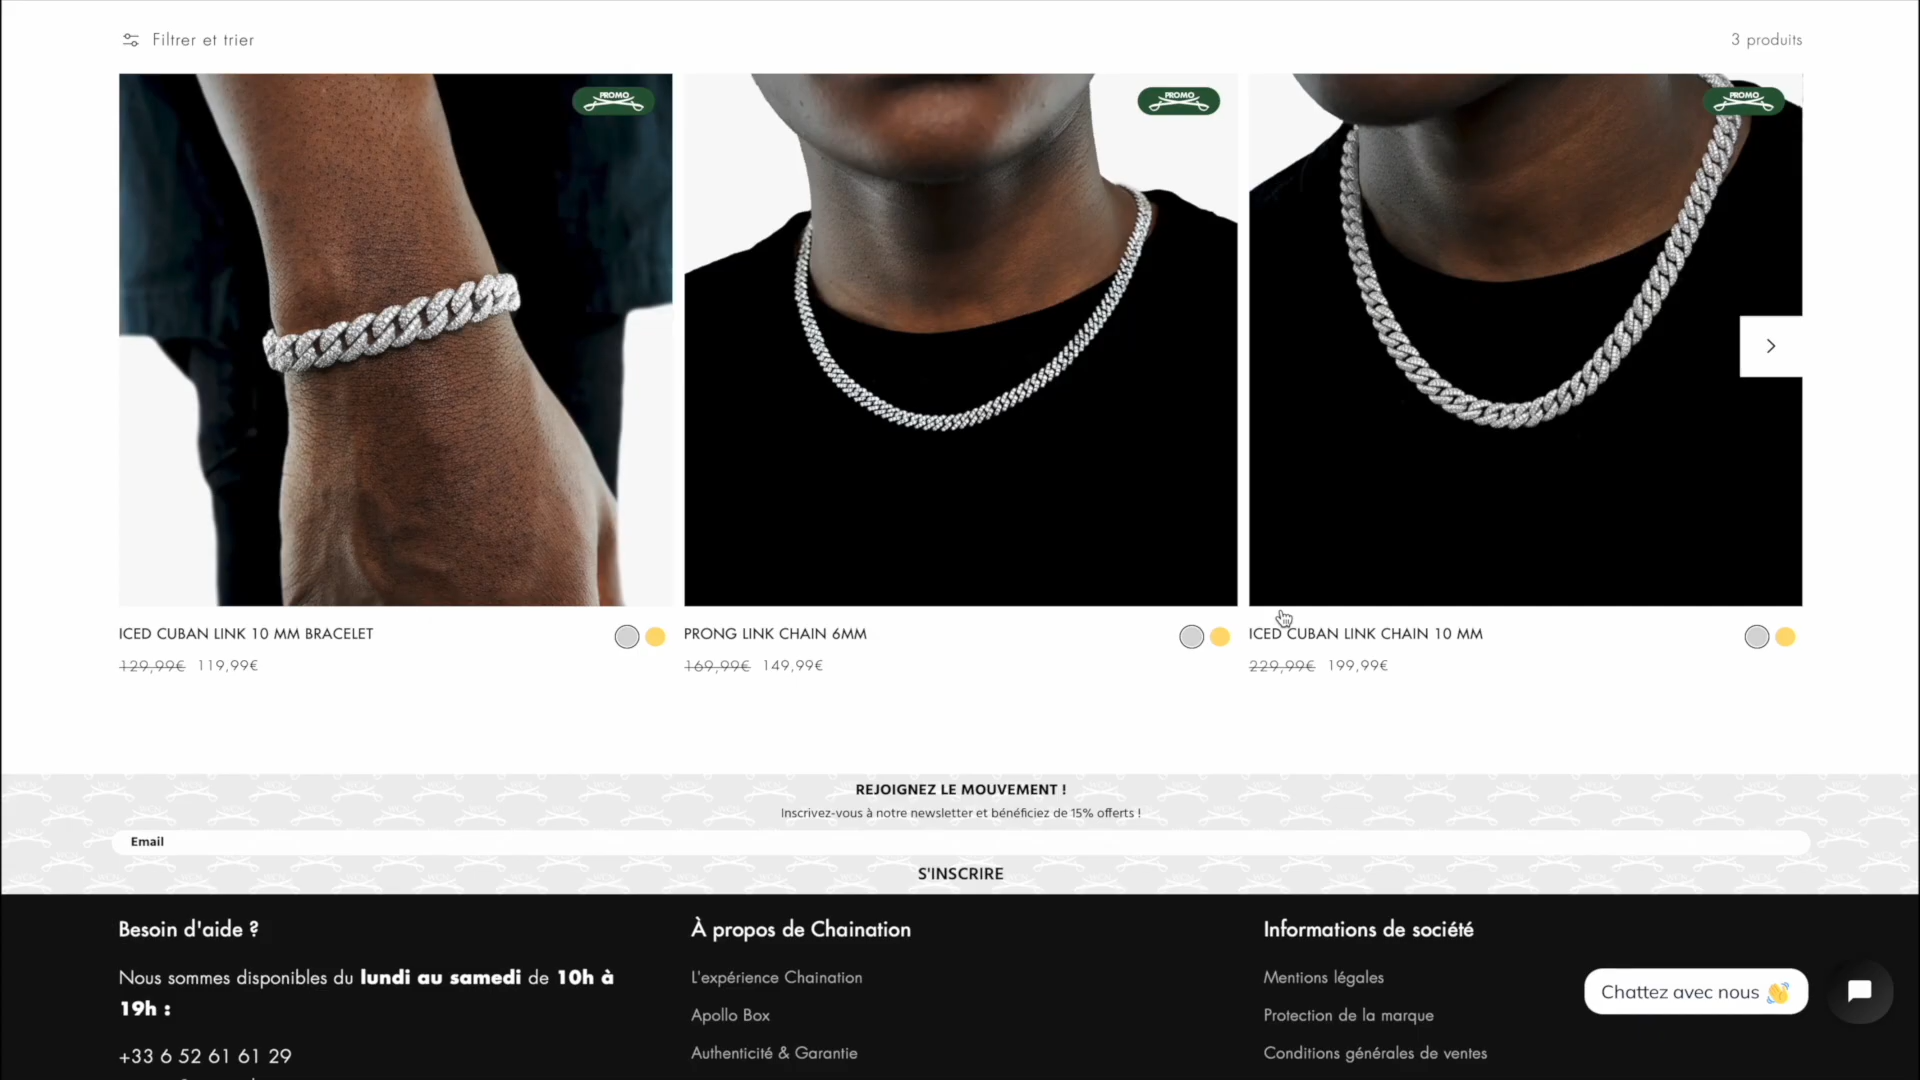 Filtrer et trier
3 produits
PROMO
PROMO
PROMO
ICED CUBAN LINK 10 MM BRACELET
129,99€ 119,99€
PRONG LINK CHAIN 6MM
169,99€ 149,99€
ICED CUBAN LINK CHAIN 10 MM
229,99€ 199,99€
REJOIGNEZ LE MOUVEMENT !
Inscrivez-vous à notre newsletter et bénéficiez de 15% offerts !
Email
S'INSCRIRE
Besoin d'aide ?
Nous sommes disponibles du lundi au samedi de 10h à
19h :
+33 6 52 61 61 29
À propos de Chaination
L'expérience Chaination
Apollo Box
Authenticité & Garantie
Informations de société
Mentions légales
Protection de la marque
Conditions générales de ventes
Chattez avec nous 👋